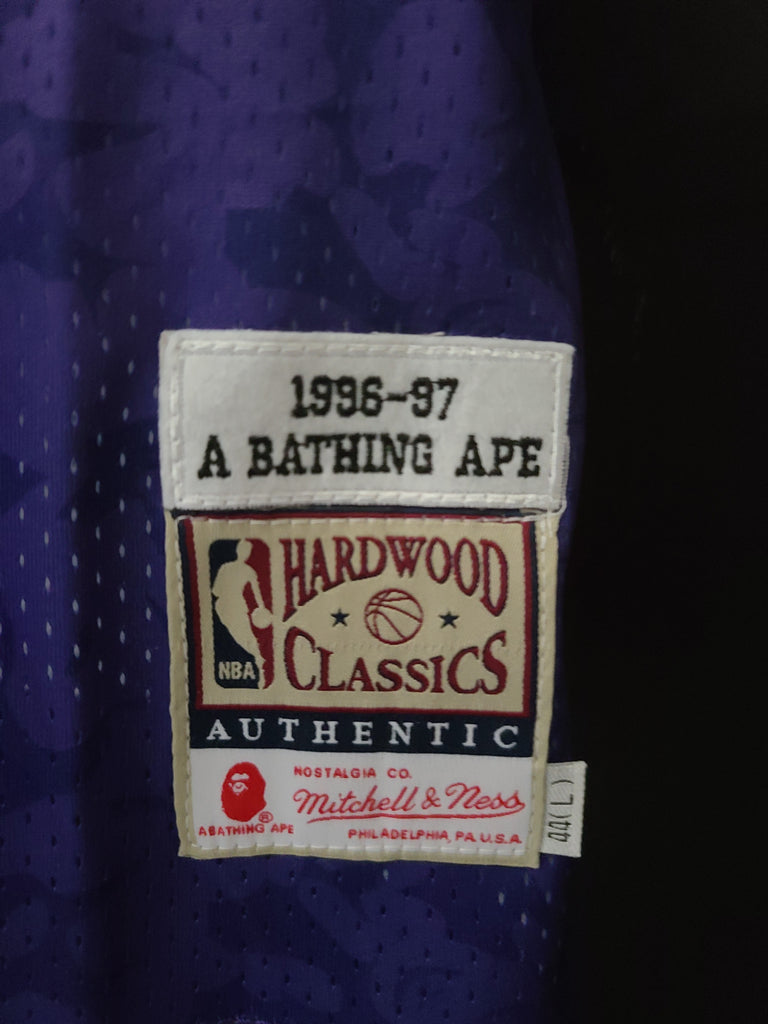 1996-97
A BATHING APE
NBA
HARDWOOD
CLASSICS
AUTHENTIC
NOSTALGIA CO.
Mitchell & Ness
PHILADELPHIA, PA. U.S.A.
A BATHING APE ®
44(L)